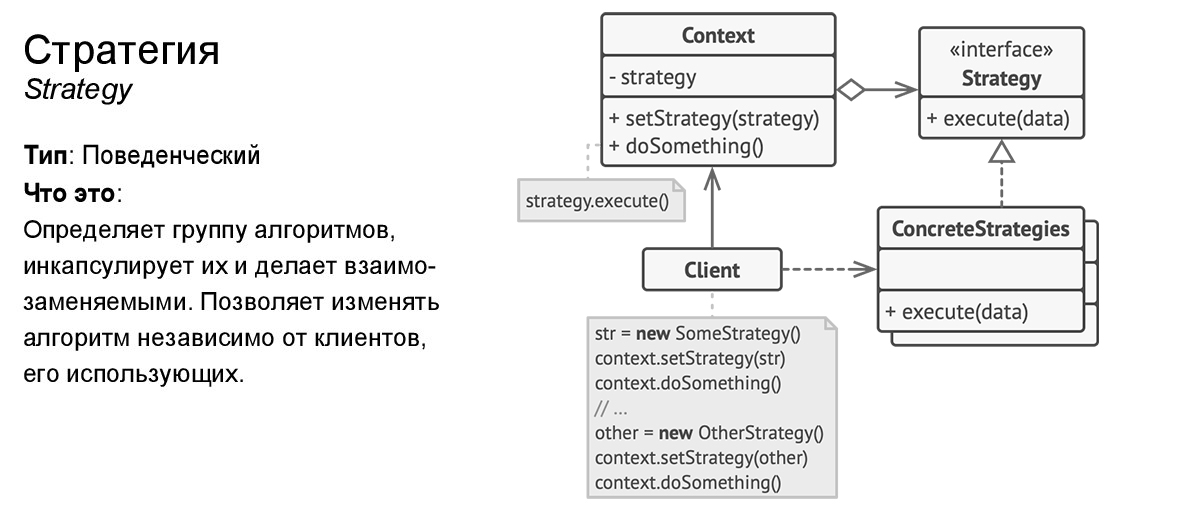 Стратегия
Strategy
Тип: Поведенческий
Что это:
Определяет группу алгоритмов,
инкапсулирует их и делает взаимо-
заменяемыми. Позволяет изменять
алгоритм независимо от клиентов,
его использующих.
Context
- strategy
+ setStrategy(strategy)
+ doSomething()
«interface»
Strategy
+ execute(data)
strategy.execute()
ConcreteStrategies
+ execute(data)
Client
str = new SomeStrategy()
context.setStrategy(str)
context.doSomething()
// ...
other = new OtherStrategy()
context.setStrategy(other)
context.doSomething()